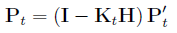 P_t = (I − K_t H) P′_t